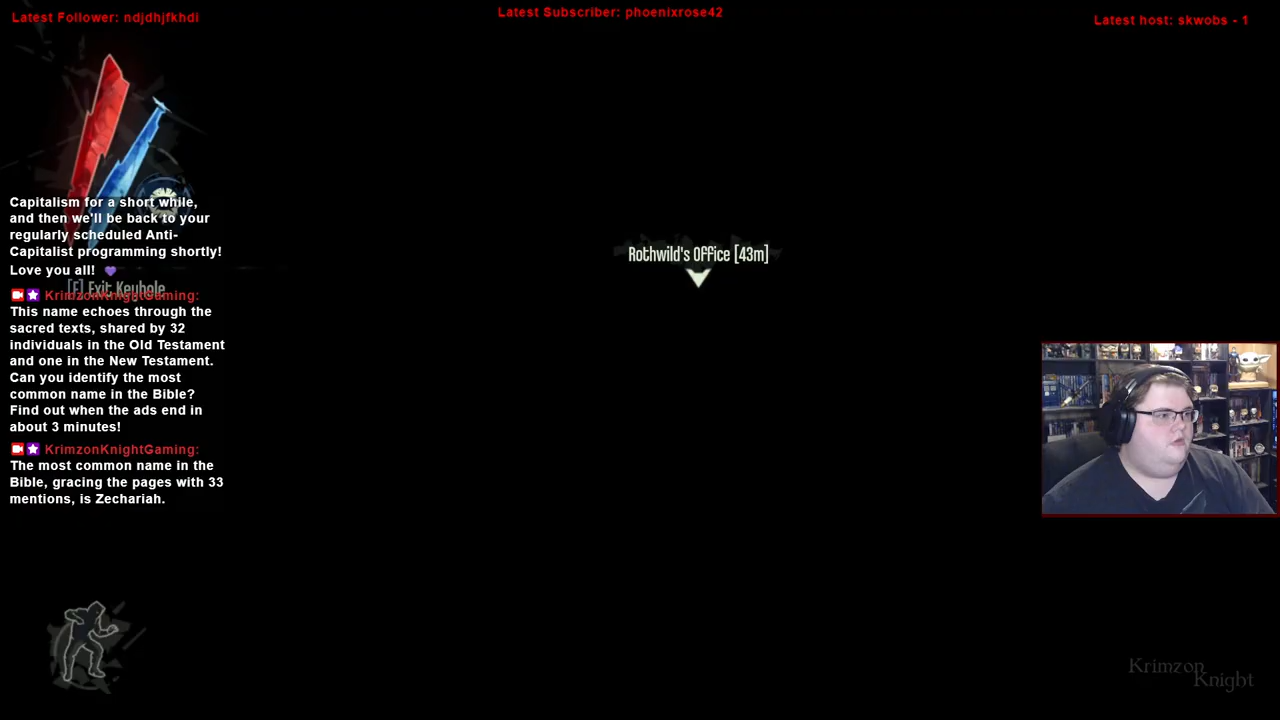 Latest Follower: ndjdhjfkhdl
Latest Subscriber: phoenixrose42
Latest host: skwobs - 1
Capitalism for a short while,
and then we'll be back to your
regularly scheduled Anti-
Capitalist programming shortly!
Love you all! 💜
[F] Exit Keyhole
KrimzonKnightGaming:
This name echoes through the
sacred texts, shared by 32
individuals in the Old Testament
and one in the New Testament.
Can you identify the most
common name in the Bible?
Find out when the ads end in
about 3 minutes!
KrimzonKnightGaming:
The most common name in the
Bible, gracing the pages with 33
mentions, is Zechariah.
Rothwild's Office [43m]
Krimzon
Knight